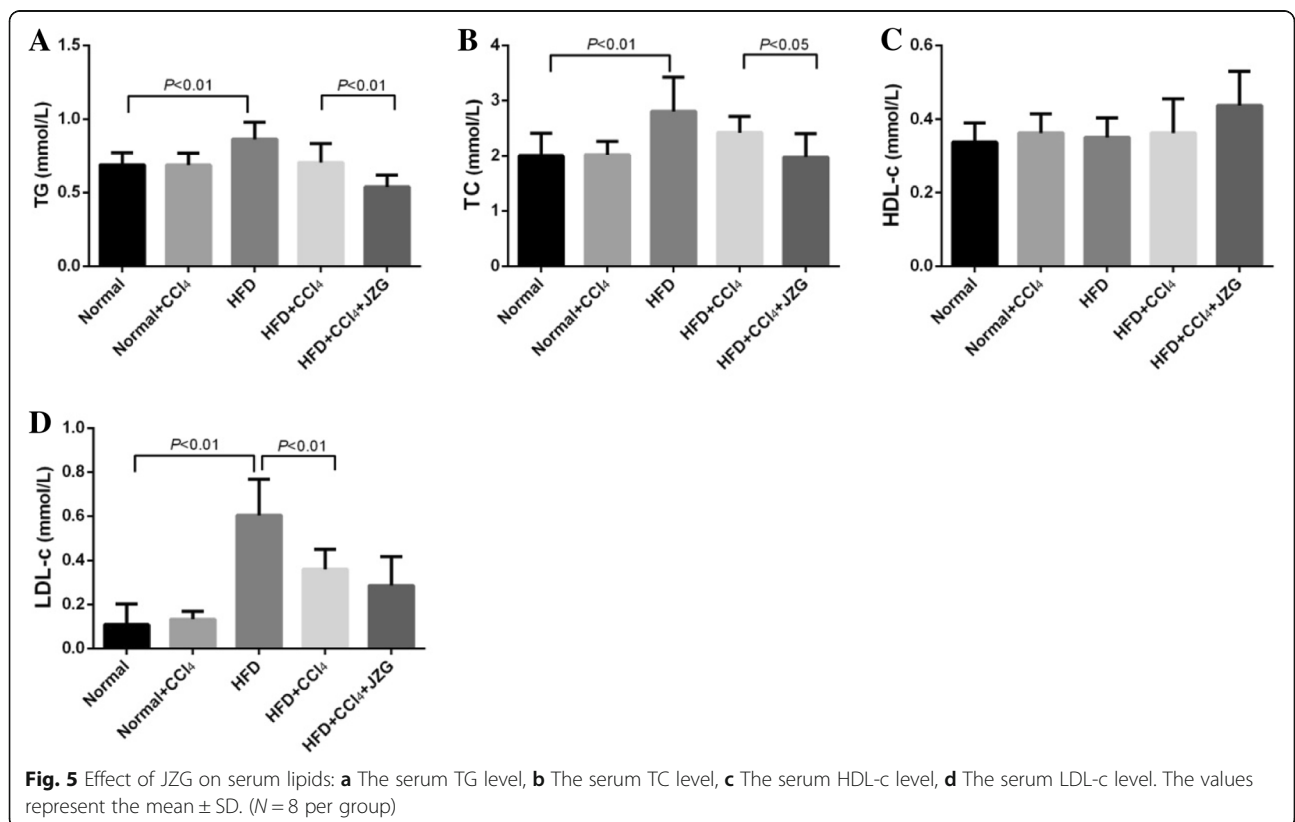 A
TG (mmol/L)
1.5
1.0
0.5
0.0
P<0.01
P<0.01
Normal
Normal+CCl₄
HFD
HFD+CCl₄
HFD+CCl₄+JZG
B
TC (mmol/L)
4
3
2
1
0
P<0.01
P<0.05
Normal
Normal+CCl₄
HFD
HFD+CCl₄
HFD+CCl₄+JZG
C
HDL-c (mmol/L)
0.6
0.4
0.2
0.0
Normal
Normal+CCl₄
HFD
HFD+CCl₄
HFD+CCl₄+JZG
D
LDL-c (mmol/L)
1.0
0.8
0.6
0.4
0.2
0.0
P<0.01
P<0.01
Normal
Normal+CCl₄
HFD
HFD+CCl₄
HFD+CCl₄+JZG
Fig. 5 Effect of JZG on serum lipids: a The serum TG level, b The serum TC level, c The serum HDL-c level, d The serum LDL-c level. The values
represent the mean ± SD. (N = 8 per group)